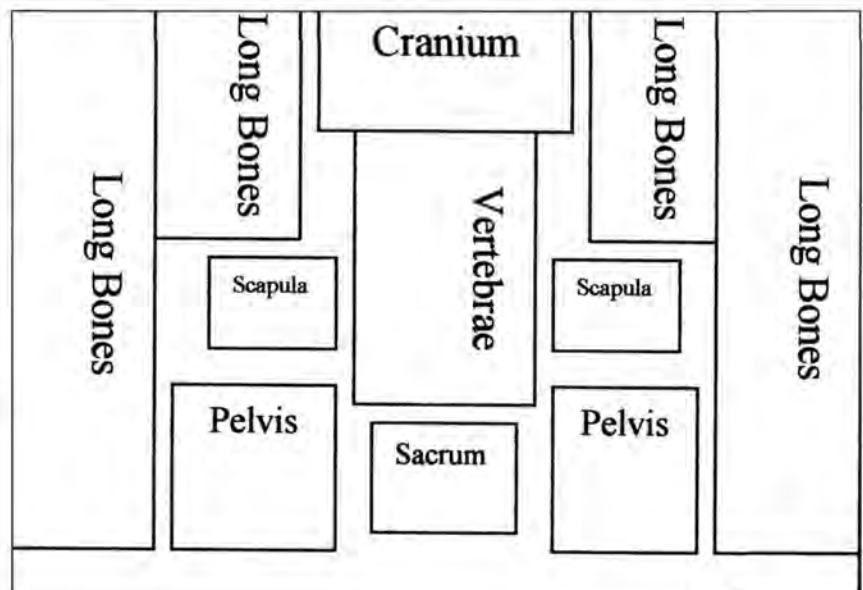 Long Bones
Long Bones
Cranium
Long Bones
Long Bones
Vertebrae
Scapula
Scapula
Pelvis
Sacrum
Pelvis